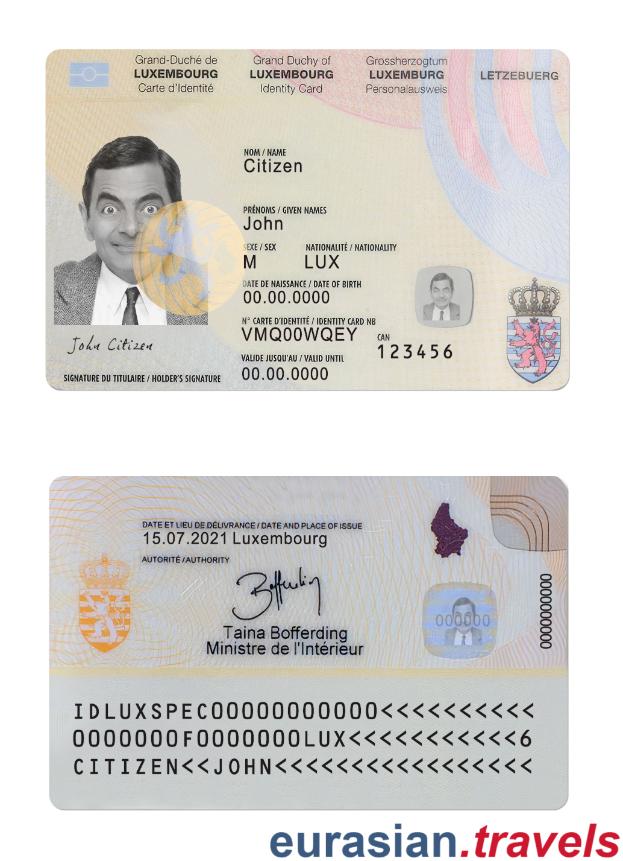 Grand-Duché de
LUXEMBOURG
Carte d'Identité
Grand Duchy of
LUXEMBOURG
Identity Card
Grossherzogtum
LUXEMBURG
Personalausweis
LETZEBUERG
NOM / NAME
Citizen
PRÉNOMS / GIVEN NAMES
John
SEXE / SEX NATIONALITÉ / NATIONALITY
M LUX
DATE DE NAISSANCE / DATE OF BIRTH
00.00.0000
N° CARTE D'IDENTITÉ / IDENTITY CARD NB CAN
VMQ00WQEY 123456
VALIDE JUSQU'AU / VALID UNTIL
00.00.0000
John Citizen
SIGNATURE DU TITULAIRE / HOLDER'S SIGNATURE
DATE ET LIEU DE DÉLIVRANCE / DATE AND PLACE OF ISSUE
15.07.2021 Luxembourg
AUTORITÉ / AUTHORITY
Bofferding
Taina Bofferding
Ministre de l'Intérieur
000000
0000000000
IDLUXSPEC00000000000<<<<<<<<<<
0000000F0000000LUX<<<<<<<<<<<6
CITIZEN<<JOHN<<<<<<<<<<<<<<<<<
eurasian.travels